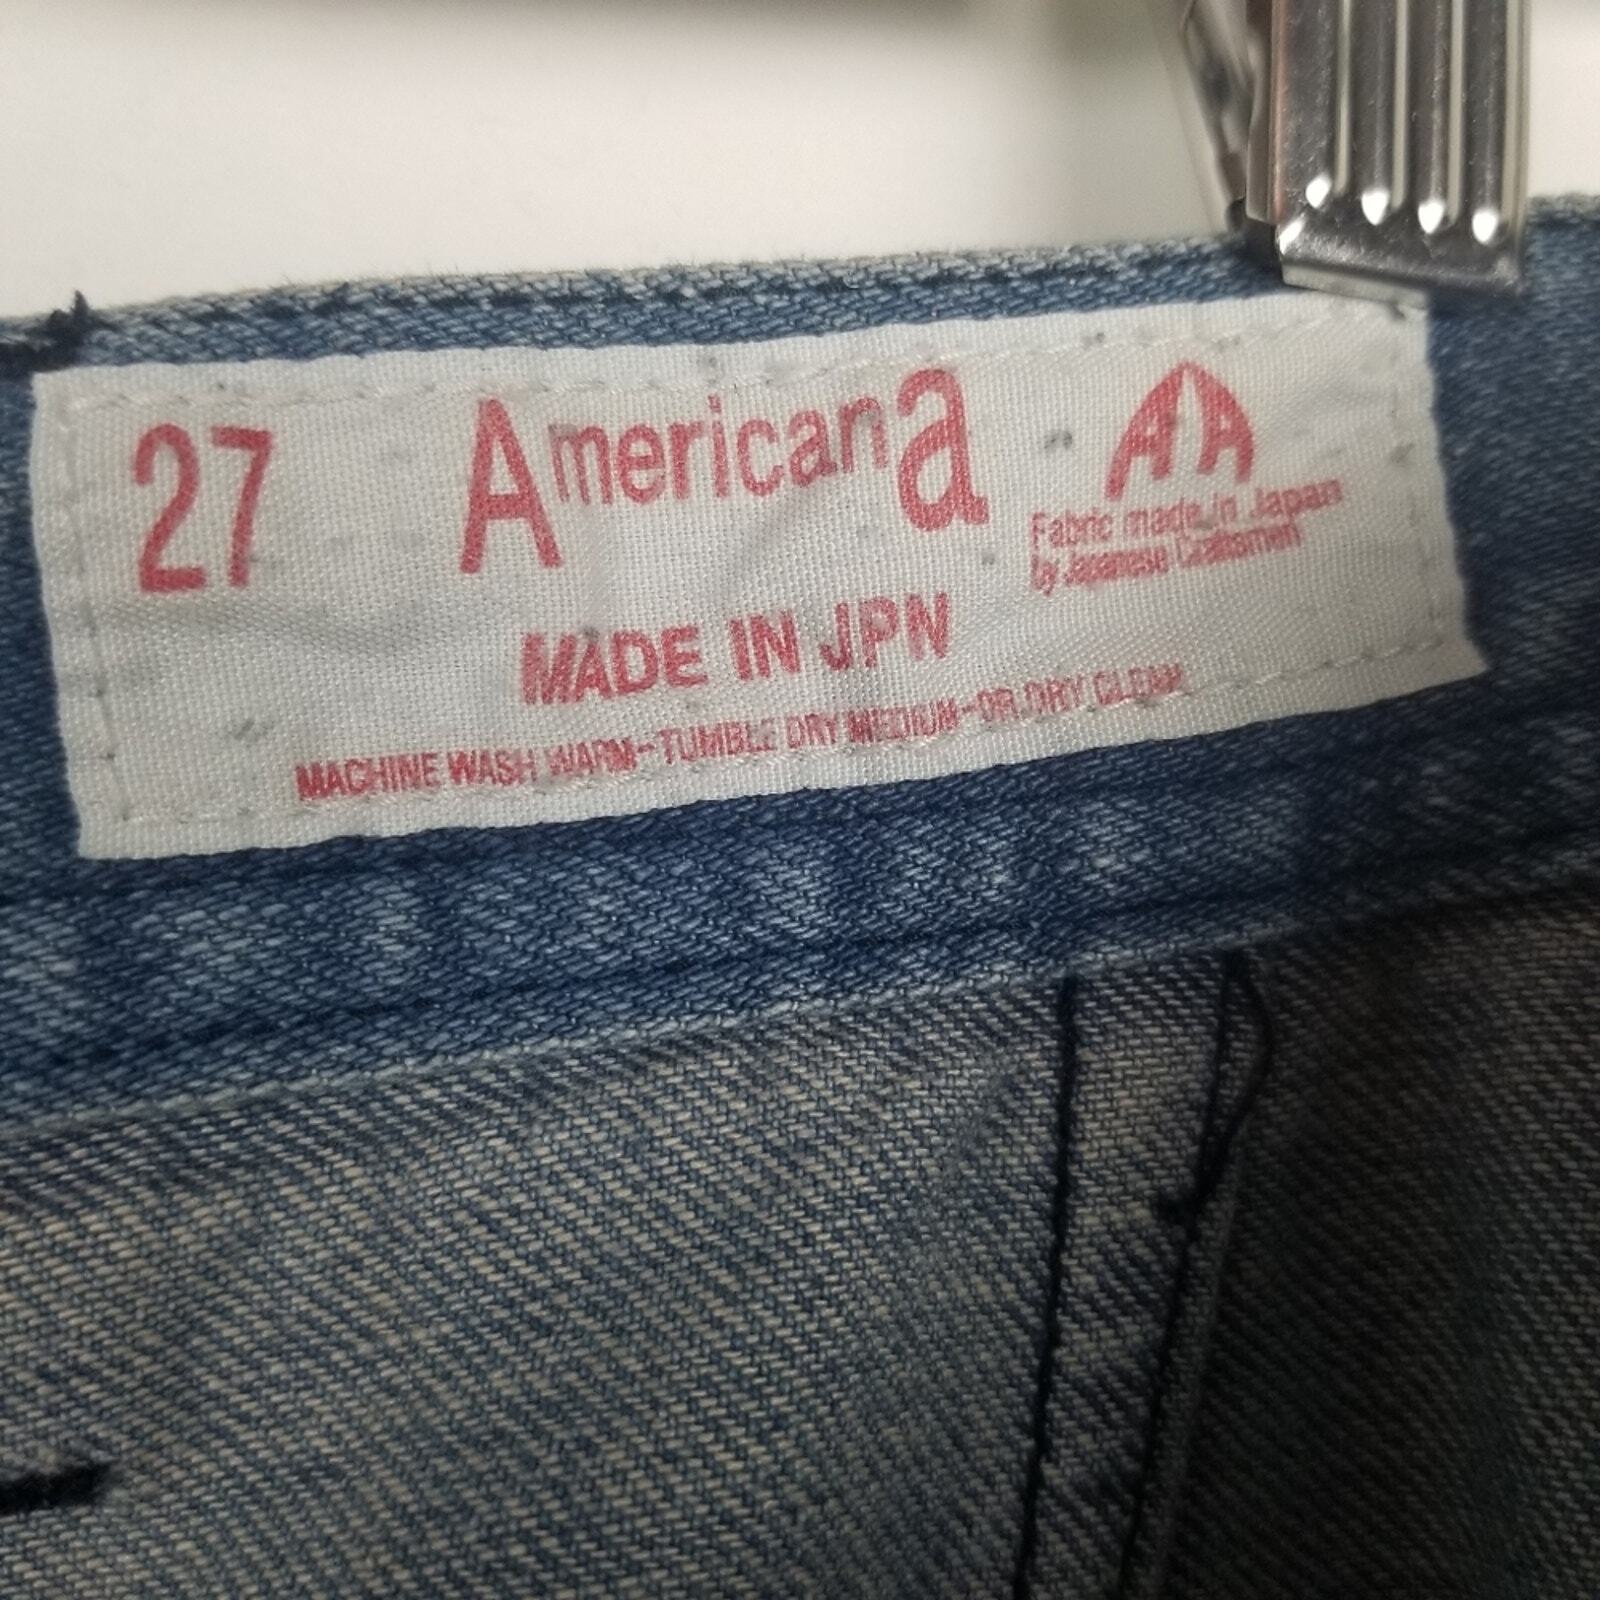 27
AmericanA
AA
Fabric made in Japan
by Japanese Craftsmen
MADE IN JPN
MACHINE WASH WARM-TUMBLE DRY MEDIUM-OR DRY CLEAN